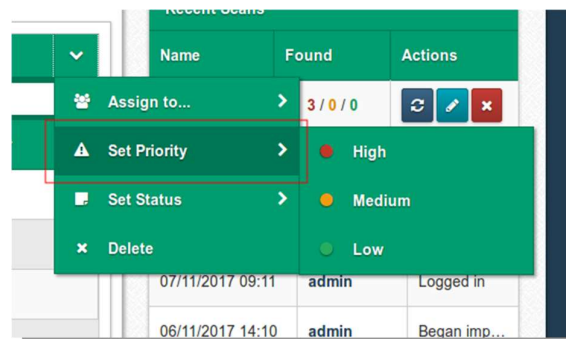 Recent Scans
Name Found Actions
Assign to... 3 / 0 / 0
Set Priority High
Set Status Medium
Delete Low
07/11/2017 09:11 admin Logged in
06/11/2017 14:10 admin Began imp...